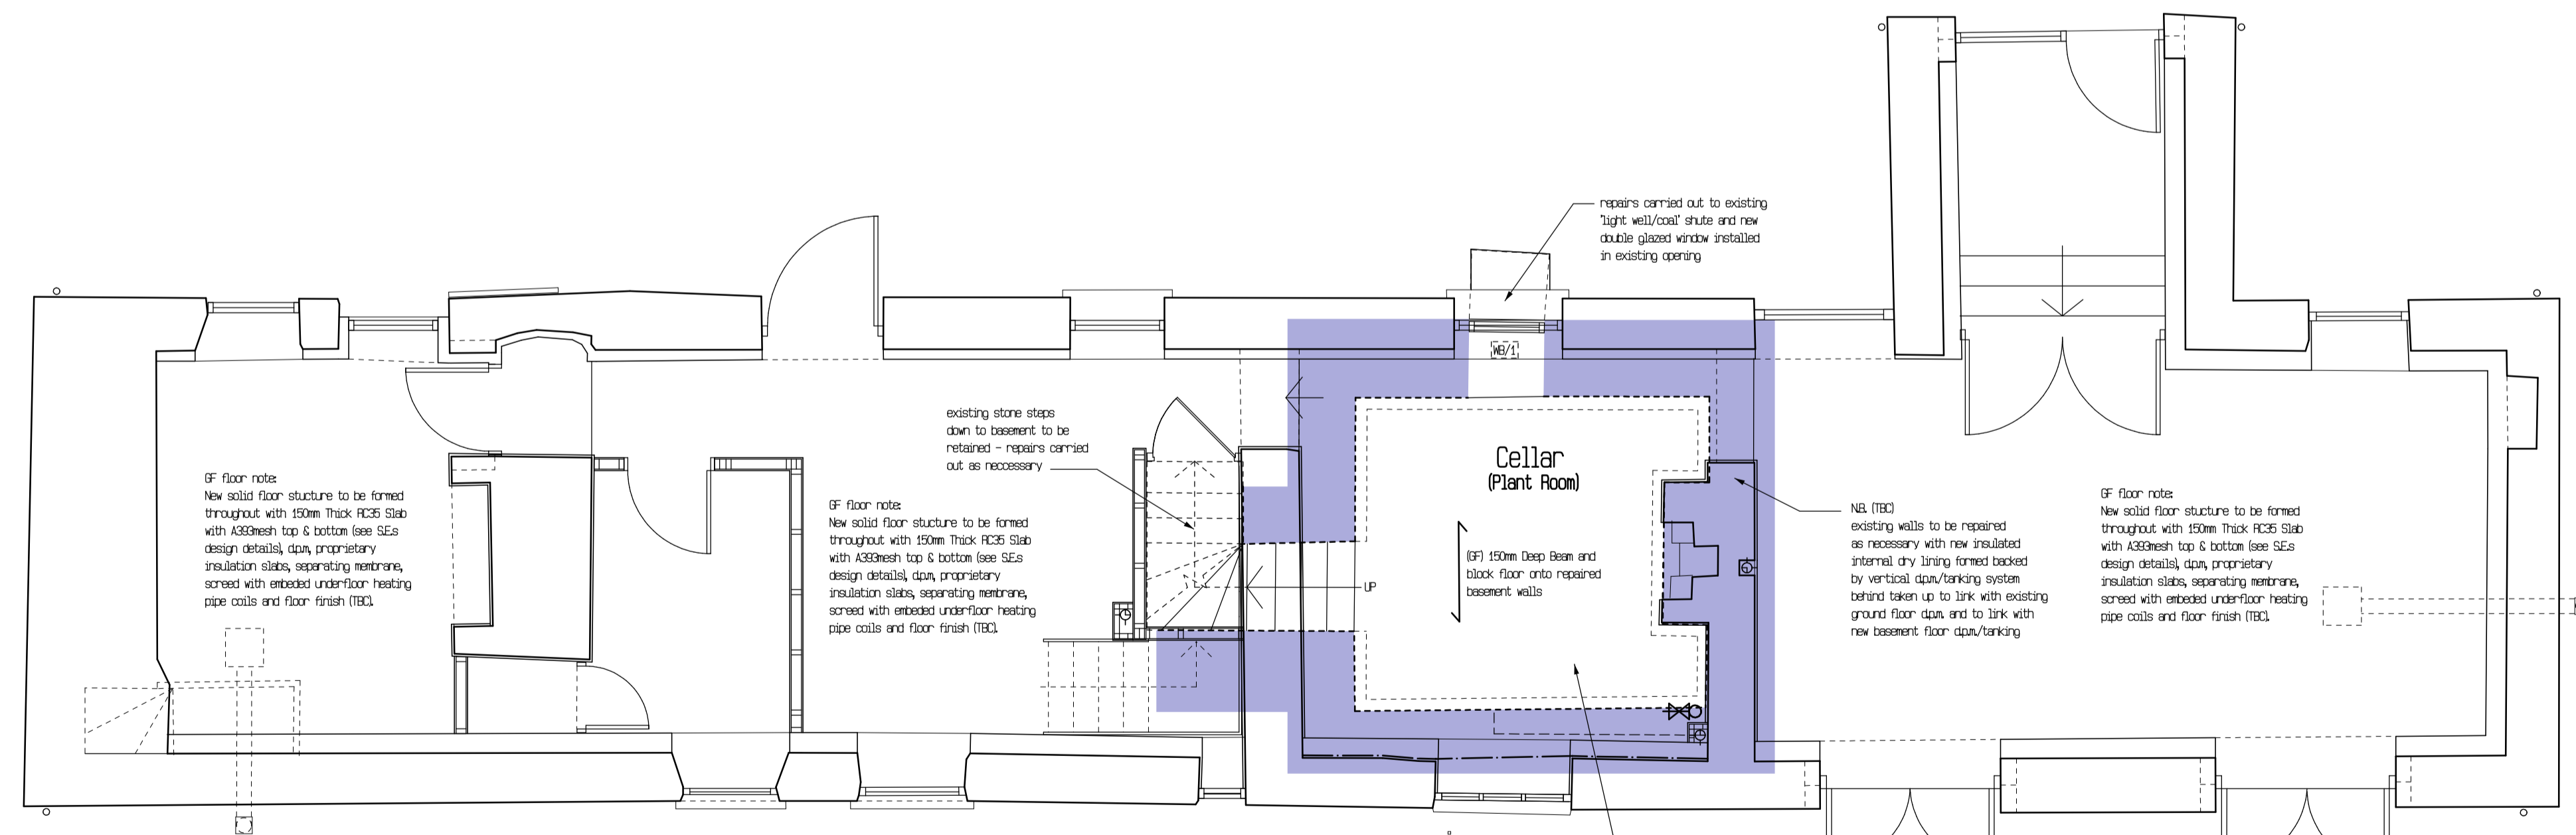 repairs carried out to existing
'light well/coal' shute and new
double glazed window installed
in existing opening
WB/1
existing stone steps
down to basement to be
retained - repairs carried
out as neccessary
Cellar
(Plant Room)
GF floor note:
New solid floor stucture to be formed
throughout with 150mm Thick RC35 Slab
with A393mesh top & bottom (see S.E.s
design details), d.p.m, proprietary
insulation slabs, separating membrane,
screed with embeded underfloor heating
pipe coils and floor finish (TBC).
GF floor note:
New solid floor stucture to be formed
throughout with 150mm Thick RC35 Slab
with A393mesh top & bottom (see S.E.s
design details), d.p.m, proprietary
insulation slabs, separating membrane,
screed with embeded underfloor heating
pipe coils and floor finish (TBC).
(GF) 150mm Deep Beam and
block floor onto repaired
basement walls
UP
N.B. (TBC)
existing walls to be repaired
as necessary with new insulated
internal dry lining formed backed
by vertical d.p.m./tanking system
behind taken up to link with existing
ground floor d.p.m. and to link with
new basement floor d.p.m./tanking
GF floor note:
New solid floor stucture to be formed
throughout with 150mm Thick RC35 Slab
with A393mesh top & bottom (see S.E.s
design details), d.p.m, proprietary
insulation slabs, separating membrane,
screed with embeded underfloor heating
pipe coils and floor finish (TBC).